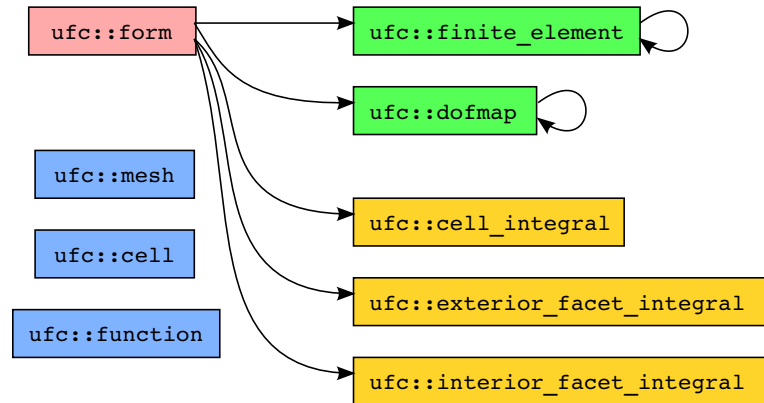 ufc::form
ufc::finite_element
ufc::dofmap
ufc::mesh
ufc::cell_integral
ufc::cell
ufc::exterior_facet_integral
ufc::function
ufc::interior_facet_integral